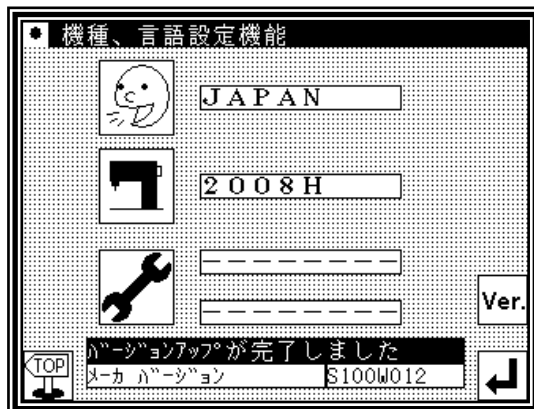 機種、言語設定機能
JAPAN
2008H
--------
--------
Ver.
バージョンアップが完了しました
TOP
メーカ バージョン S100W012